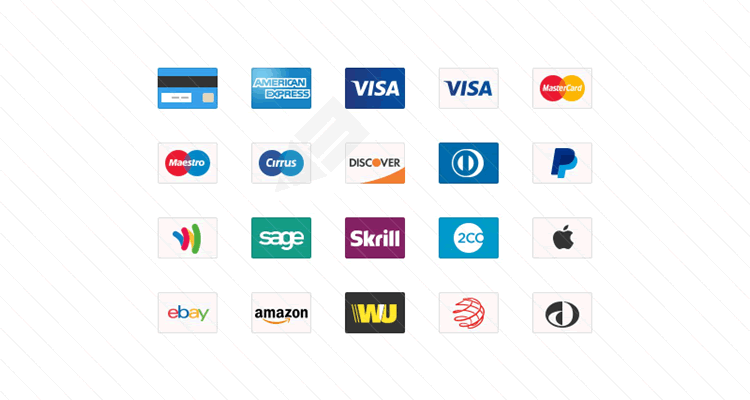 AMERICAN
EXPRESS
VISA
VISA
MasterCard
Maestro
Cirrus
DISCOVER
sage
Skrill
2CO
ebay
amazon
WU